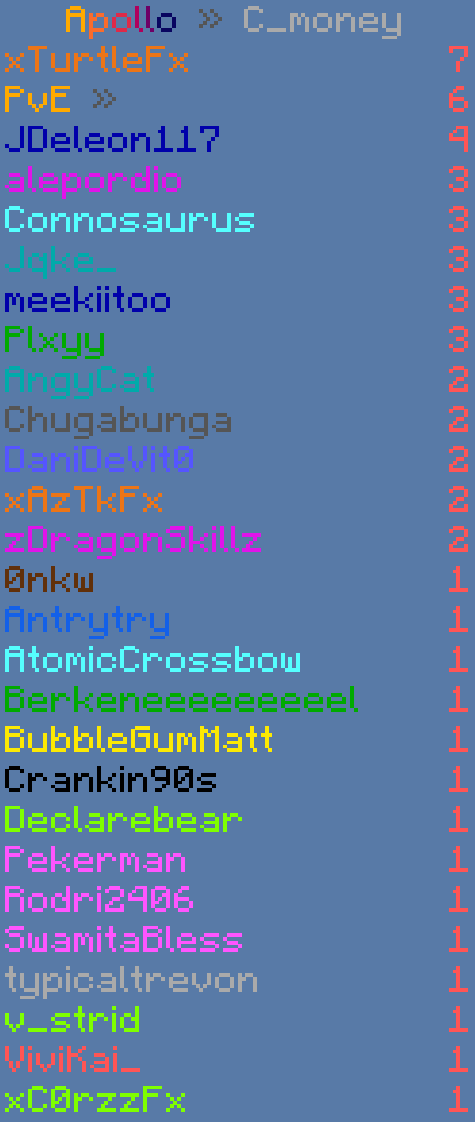 Apollo » C_money
xTurtleFx 7
PvE » 6
JDeleon117 4
alepordio 3
Connosaurus 3
Jqke_ 3
meekiitoo 3
Plxyy 3
AngyCat 2
Chugabunga 2
DaniDeVit0 2
xAzTkFx 2
zDragonSkillz 2
0nkw 1
Antrytry 1
AtomicCrossbow 1
Berkeneeeeeeeeel 1
BubbleGumMatt 1
Crankin90s 1
Declarebear 1
Pekerman 1
Rodri2406 1
SwamitaBless 1
typicaltrevon 1
v_strid 1
ViviKai_ 1
xC0rzzFx 1